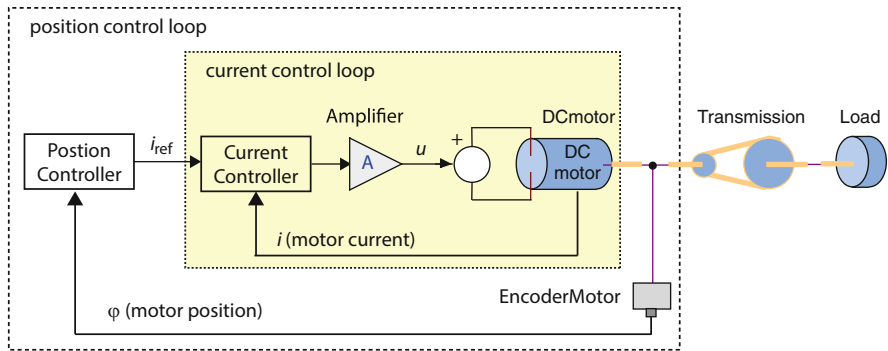 position control loop
current control loop
Amplifier
DCmotor
Transmission
Load
Postion
Controller
i_ref
Current
Controller
A
u
+
DC
motor
i (motor current)
EncoderMotor
φ (motor position)